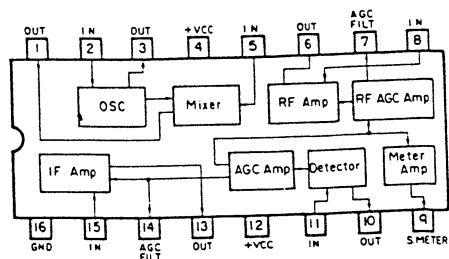 OUT IN OUT +VCC IN OUT AGC FILT IN
1 2 3 4 5 6 7 8
OSC Mixer RF Amp RF AGC Amp
IF Amp AGC Amp Detector Meter Amp
16 15 14 13 12 11 10 9
GND IN AGC FILT OUT +VCC IN OUT S.METER